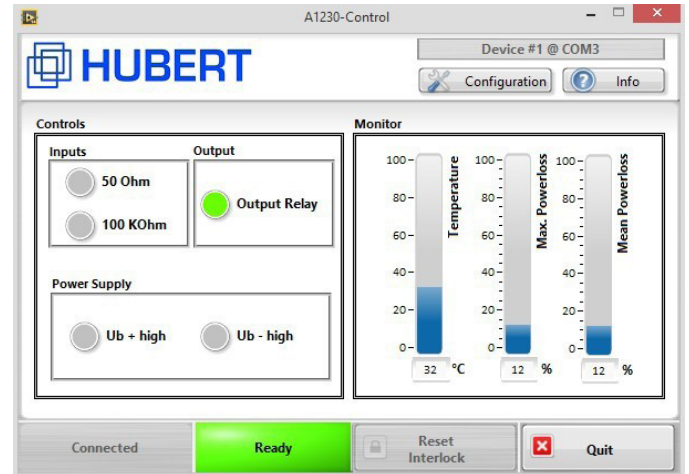 A1230-Control
HUBERT
Device #1 @ COM3
Configuration
Info
Controls
Inputs
50 Ohm
100 KOhm
Output
Output Relay
Power Supply
Ub + high
Ub - high
Monitor
100
80
60
40
20
0
Temperature
32 °C
100
80
60
40
20
0
Max. Powerloss
12 %
100
80
60
40
20
0
Mean Powerloss
12 %
Connected
Ready
Reset
Interlock
Quit